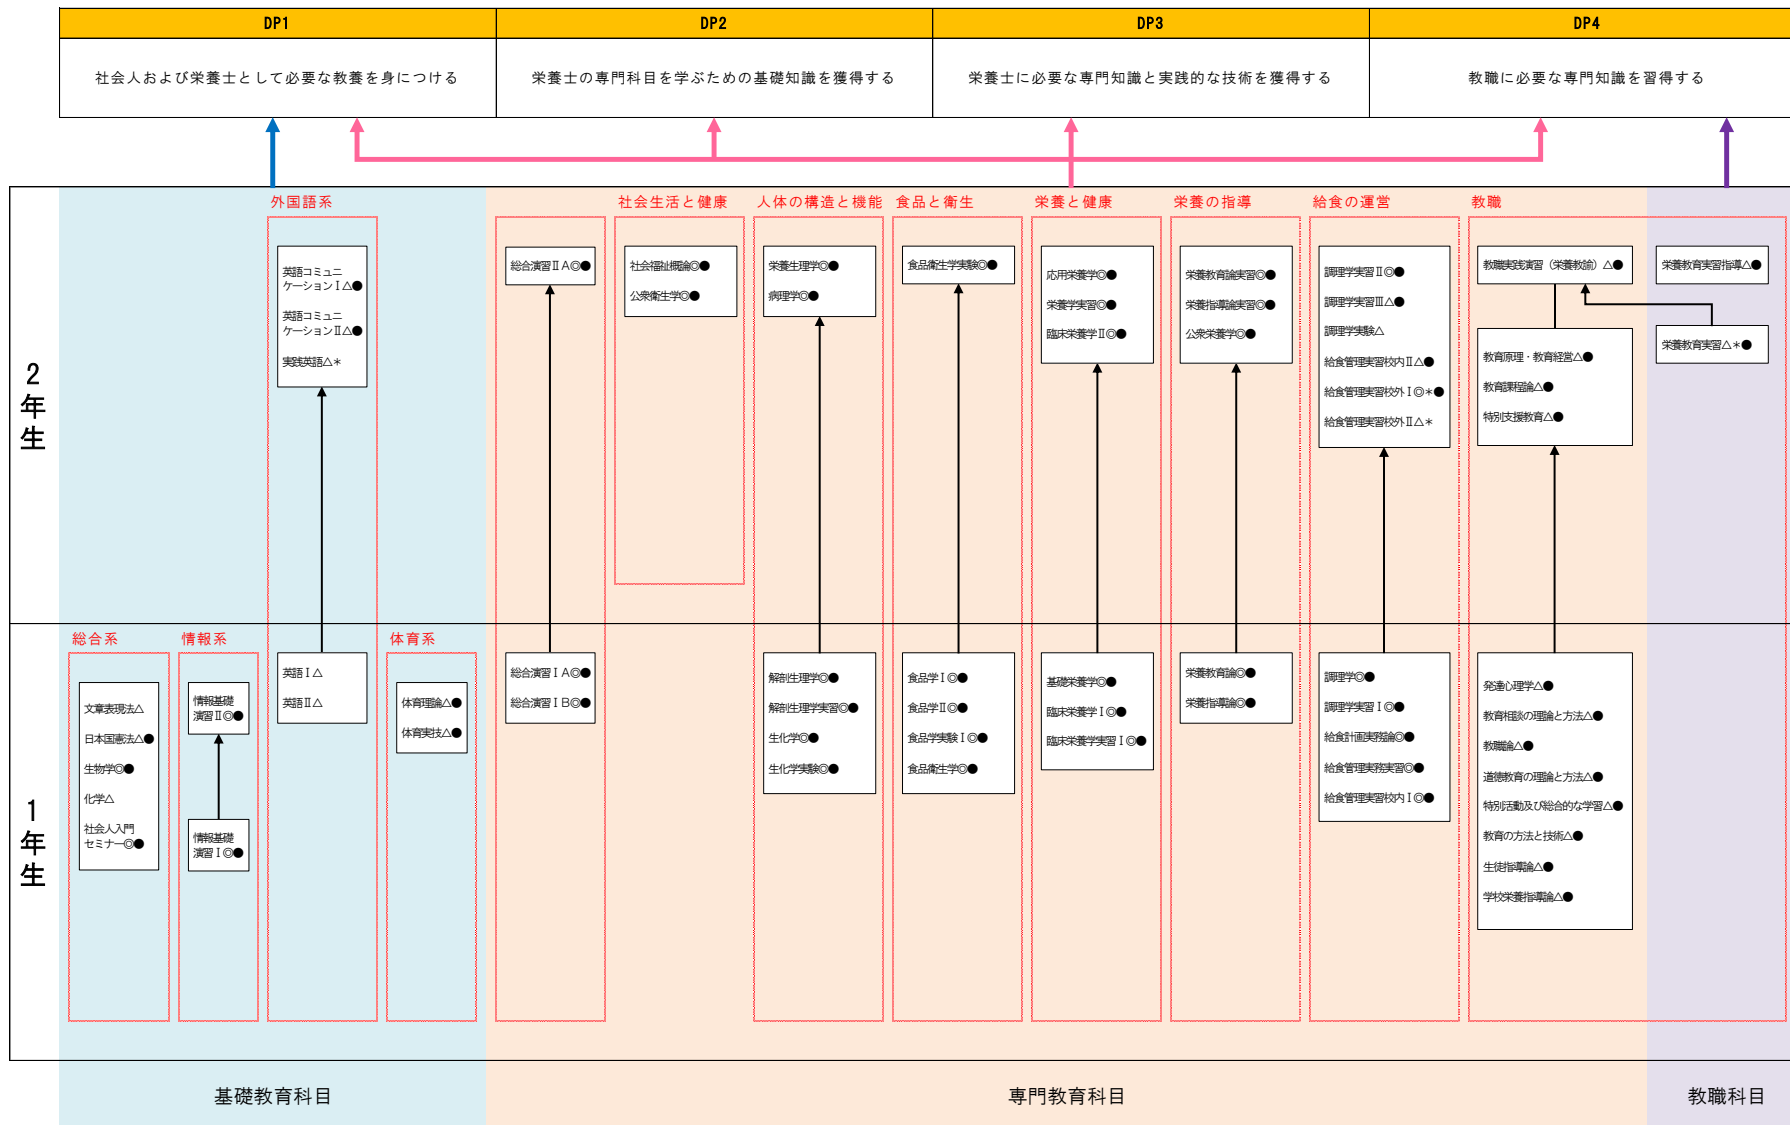 DP1
DP2
DP3
DP4
社会人および栄養士として必要な教養を身につける
栄養士の専門科目を学ぶための基礎知識を獲得する
栄養士に必要な専門知識と実践的な技術を獲得する
教職に必要な専門知識を習得する
2年生
外国語系
英語コミュニ
ケーションⅠ△●
英語コミュニ
ケーションⅡ△●
実践英語△＊
総合演習ⅡA◎●
社会生活と健康
社会福祉概論◎●
公衆衛生学◎●
人体の構造と機能
栄養生理学◎●
病理学◎●
食品と衛生
食品衛生学実験◎●
栄養と健康
応用栄養学◎●
栄養学実習◎●
臨床栄養学Ⅱ◎●
栄養の指導
栄養教育論実習◎●
栄養指導論実習◎●
公衆栄養学◎●
給食の運営
調理学実習Ⅱ◎●
調理学実習Ⅲ△●
調理学実験△
給食管理実習校内Ⅱ△●
給食管理実習校外Ⅰ◎＊●
給食管理実習校外Ⅱ△＊
教職
教職実践演習（栄養教諭）△●
教育原理・教育経営△●
教育課程論△●
特別支援教育△●
栄養教育実習指導△●
栄養教育実習△＊●
1年生
総合系
文章表現法△
日本国憲法△●
生物学◎●
化学△
社会人入門
セミナー◎●
情報系
情報基礎
演習Ⅱ◎●
情報基礎
演習Ⅰ◎●
英語Ⅰ△
英語Ⅱ△
体育系
体育理論△●
体育実技△●
総合演習ⅠA◎●
総合演習ⅠB◎●
解剖生理学◎●
解剖生理学実習◎●
生化学◎●
生化学実験◎●
食品学Ⅰ◎●
食品学Ⅱ◎●
食品学実験Ⅰ◎●
食品衛生学◎●
基礎栄養学◎●
臨床栄養学Ⅰ◎●
臨床栄養学実習Ⅰ◎●
栄養教育論◎●
栄養指導論◎●
調理学◎●
調理学実習Ⅰ◎●
給食計画実務論◎●
給食管理実務実習◎●
給食管理実習校内Ⅰ◎●
発達心理学△●
教育相談の理論と方法△●
教職論△●
道徳教育の理論と方法△●
特別活動及び総合的な学習△●
教育の方法と技術△●
生徒指導論△●
学校栄養指導論△●
基礎教育科目
専門教育科目
教職科目